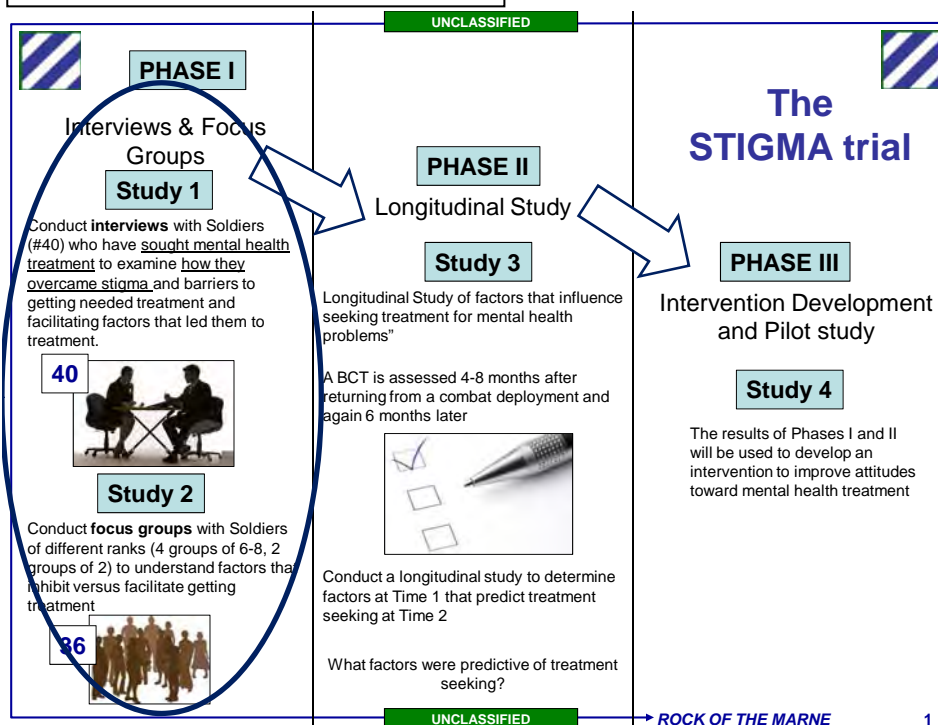 UNCLASSIFIED
PHASE I
Interviews & Focus
Groups
Study 1
Conduct interviews with Soldiers
(#40) who have sought mental health
treatment to examine how they
overcame stigma and barriers to
getting needed treatment and
facilitating factors that led them to
treatment.
40
Study 2
Conduct focus groups with Soldiers
of different ranks (4 groups of 6-8, 2
groups of 2) to understand factors that
inhibit versus facilitate getting
treatment
36
PHASE II
Longitudinal Study
Study 3
Longitudinal Study of factors that influence
seeking treatment for mental health
problems”
A BCT is assessed 4-8 months after
returning from a combat deployment and
again 6 months later
Conduct a longitudinal study to determine
factors at Time 1 that predict treatment
seeking at Time 2
What factors were predictive of treatment
seeking?
The
STIGMA trial
PHASE III
Intervention Development
and Pilot study
Study 4
The results of Phases I and II
will be used to develop an
intervention to improve attitudes
toward mental health treatment
UNCLASSIFIED
ROCK OF THE MARNE
1